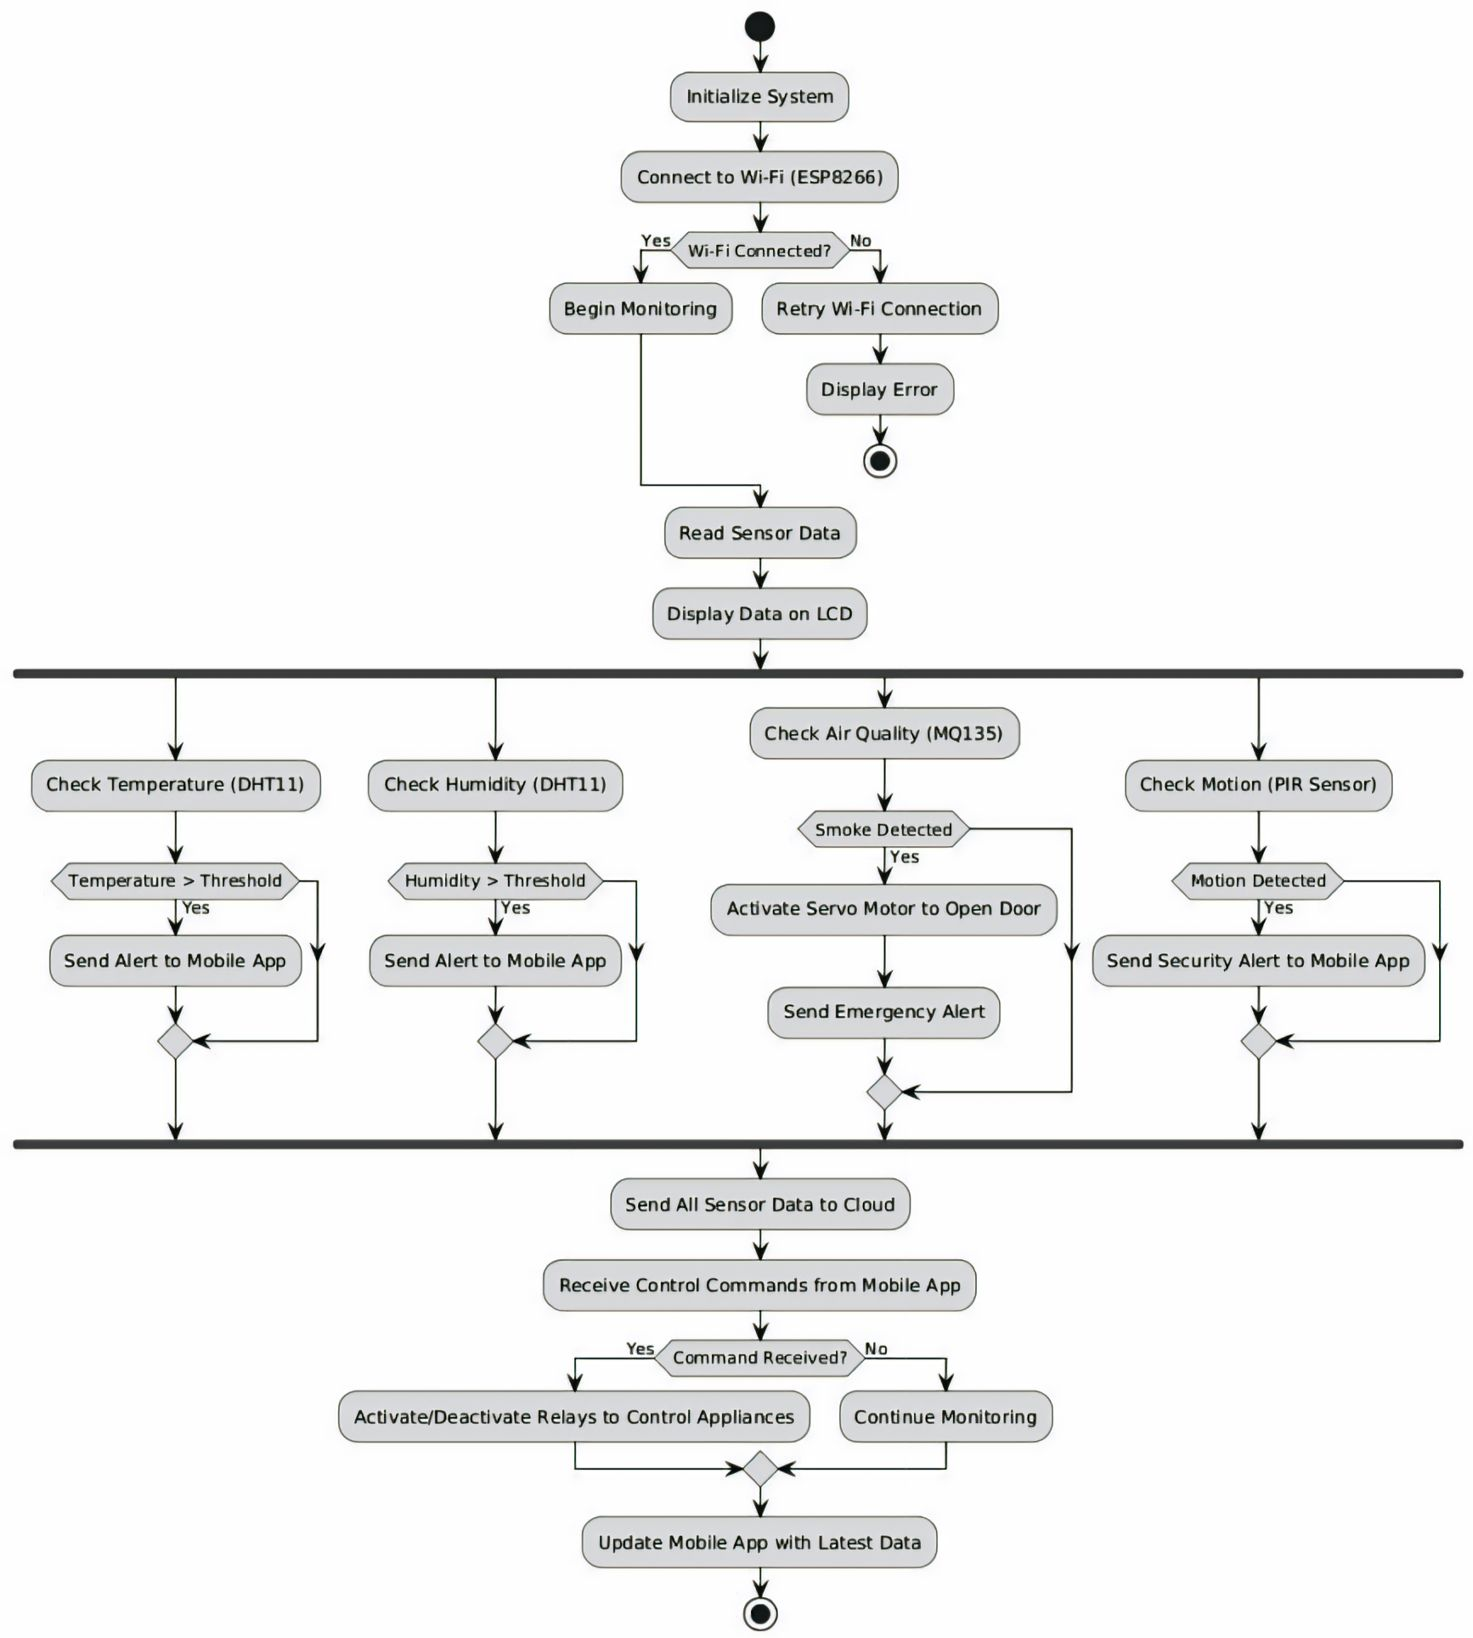 Initialize System
Connect to Wi-Fi (ESP8266)
Yes
Wi-Fi Connected?
No
Begin Monitoring
Retry Wi-Fi Connection
Display Error
Read Sensor Data
Display Data on LCD
Check Temperature (DHT11)
Temperature > Threshold
Yes
Send Alert to Mobile App
Check Humidity (DHT11)
Humidity > Threshold
Yes
Send Alert to Mobile App
Check Air Quality (MQ135)
Smoke Detected
Yes
Activate Servo Motor to Open Door
Send Emergency Alert
Check Motion (PIR Sensor)
Motion Detected
Yes
Send Security Alert to Mobile App
Send All Sensor Data to Cloud
Receive Control Commands from Mobile App
Yes
Command Received?
No
Activate/Deactivate Relays to Control Appliances
Continue Monitoring
Update Mobile App with Latest Data